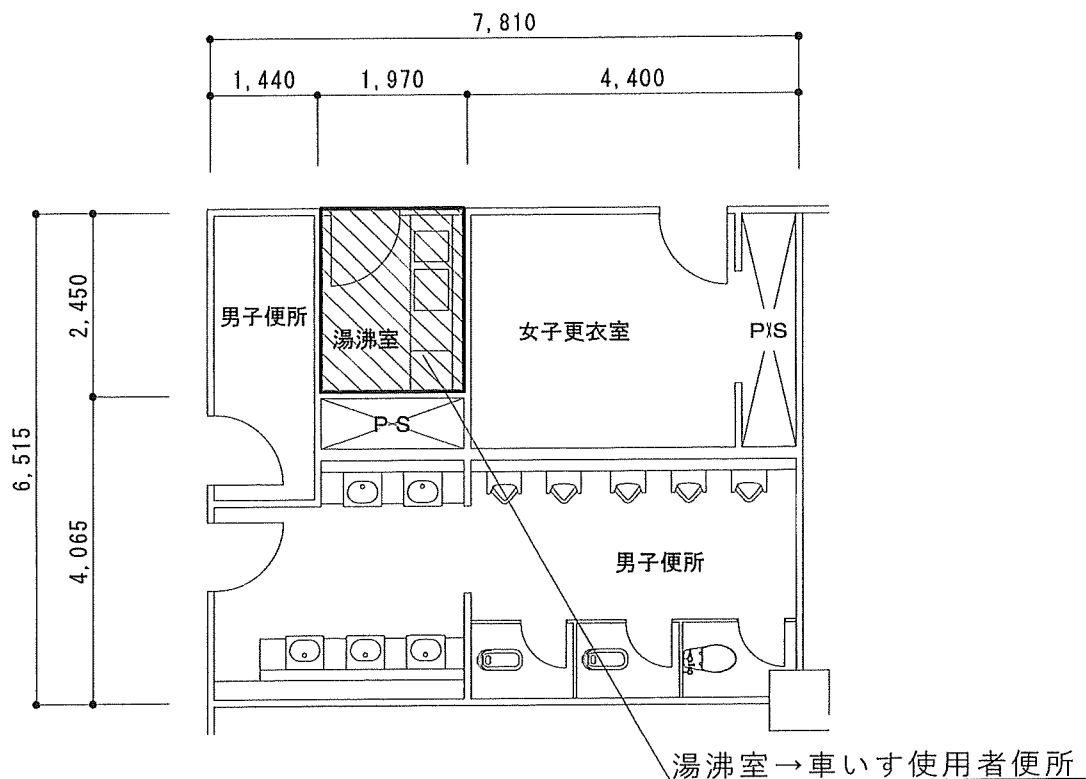 7,810
1,440
1,970
4,400
6,515
2,450
4,065
男子便所
湯沸室
女子更衣室
PS
PS
男子便所
湯沸室→車いす使用者便所